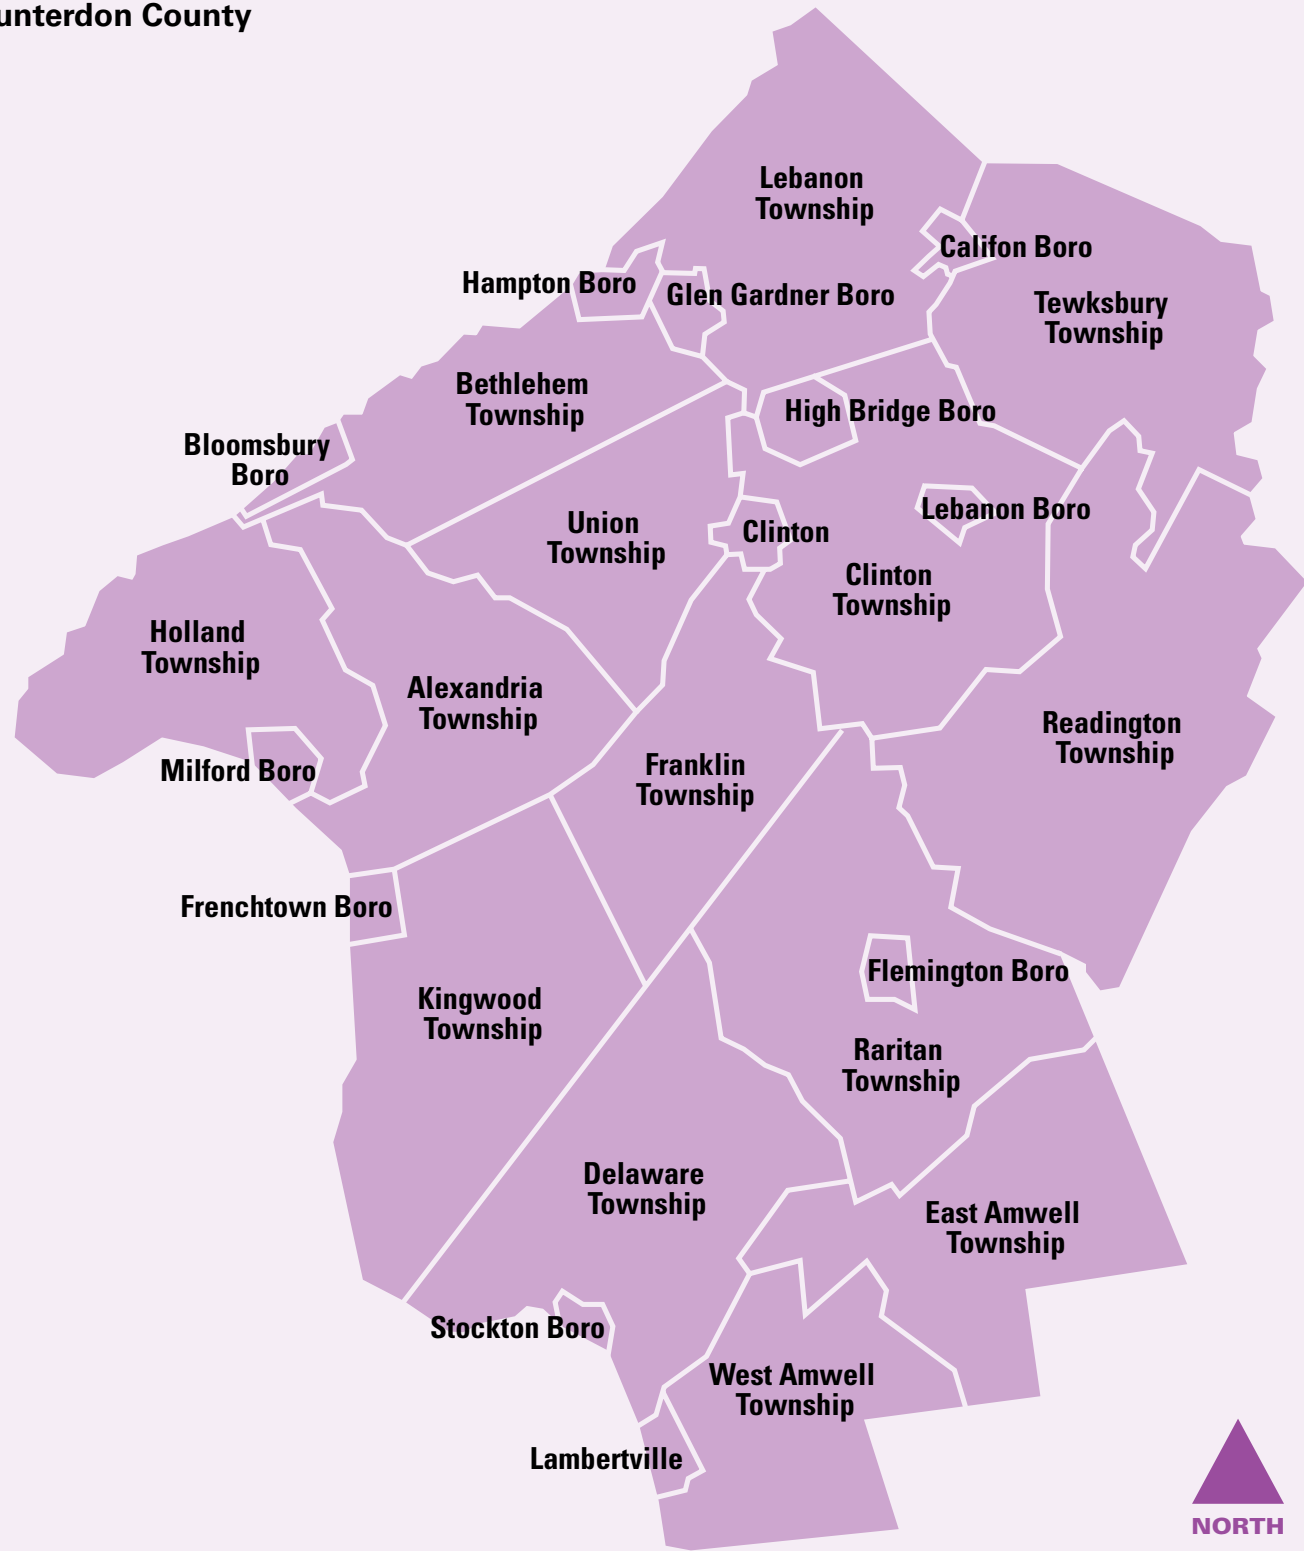 unterdon County
Lebanon
Township
Califon Boro
Hampton Boro
Glen Gardner Boro
Tewksbury
Township
Bethlehem
Township
High Bridge Boro
Bloomsbury
Boro
Lebanon Boro
Union
Township
Clinton
Clinton
Township
Holland
Township
Alexandria
Township
Readington
Township
Milford Boro
Franklin
Township
Frenchtown Boro
Flemington Boro
Kingwood
Township
Raritan
Township
Delaware
Township
East Amwell
Township
Stockton Boro
West Amwell
Township
Lambertville
NORTH